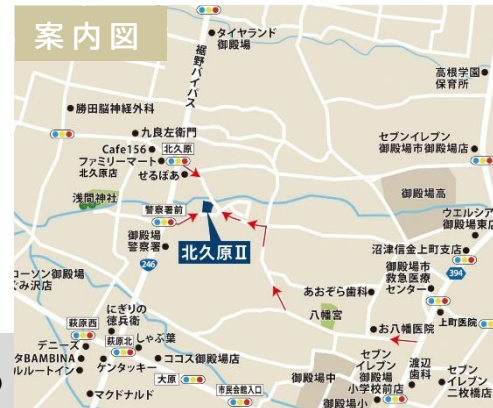 案内図
タイヤランド
御殿場
裾野バイパス
高根学園
保育所
勝田脳神経外科
九良左衛門
Cafe156
北久原
ファミリーマート
北久原店
せるぽあ
セブンイレブン
御殿場市御殿場店
浅間神社
警察署前
御殿場高
ウエルシア
御殿場東店
御殿場
警察署
北久原Ⅱ
246
沼津信金上町支店
394
御殿場市
救急医療
センター
ローソン御殿場
ぐみ沢店
あおぞら歯科
八幡宮
上町医院
にぎりの
徳兵衛
萩原西
お八幡医院
デニーズ
萩原北
しゃぶ葉
タBAMBINA
ココス御殿場店
ルルートイン
ケンタッキー
大原
セブン
イレブン
御殿場
小学校前店
渡辺
歯科
御殿場中
マクドナルド
市民会館入口
御殿場小
セブン
イレブン
二枚橋店